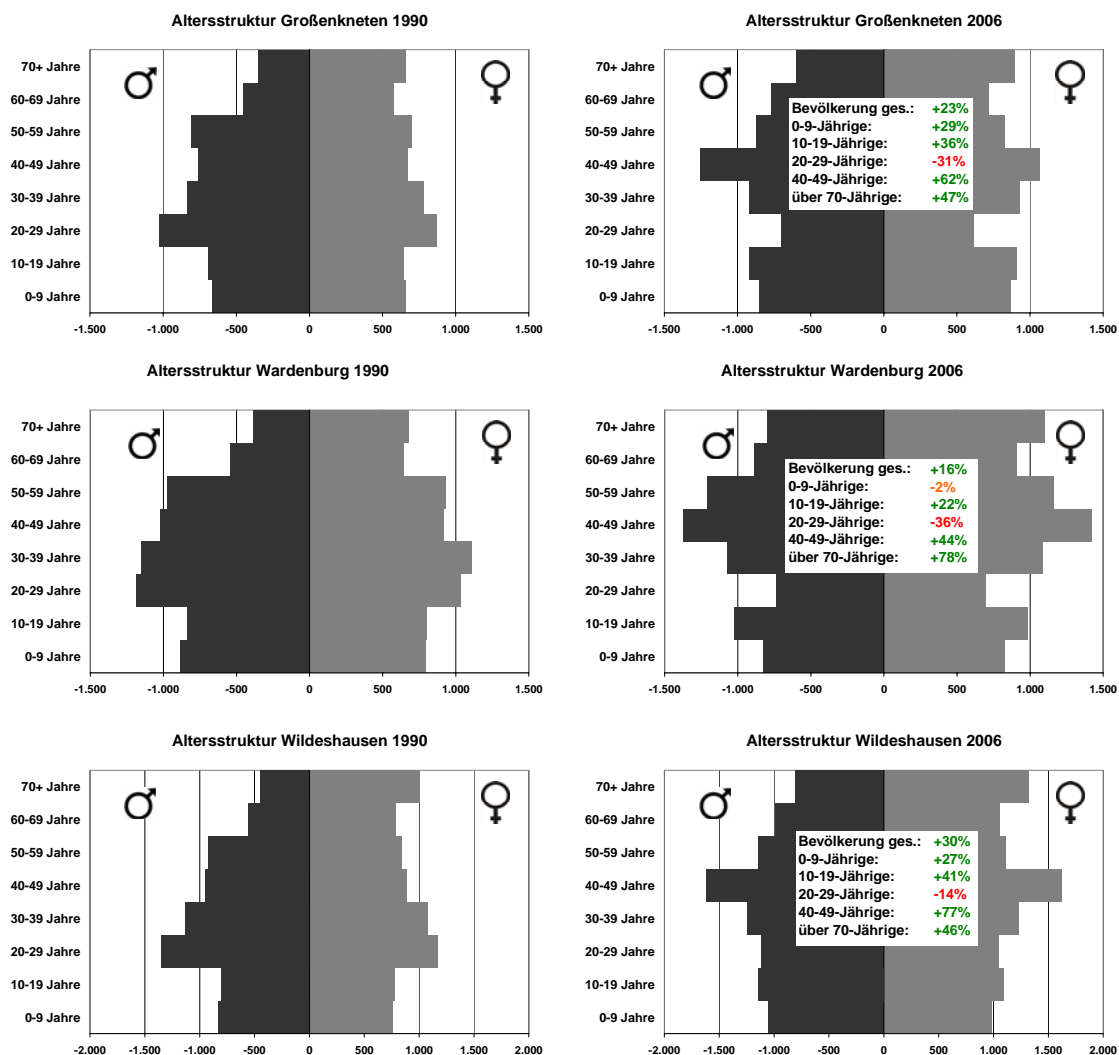 Altersstruktur Großenkneten 1990
70+ Jahre
60-69 Jahre
50-59 Jahre
40-49 Jahre
30-39 Jahre
20-29 Jahre
10-19 Jahre
0-9 Jahre
-1.500 -1.000 -500 0 500 1.000 1.500
Altersstruktur Großenkneten 2006
70+ Jahre
60-69 Jahre
50-59 Jahre
40-49 Jahre
30-39 Jahre
20-29 Jahre
10-19 Jahre
0-9 Jahre
Bevölkerung ges.: +23%
0-9-Jährige: +29%
10-19-Jährige: +36%
20-29-Jährige: -31%
40-49-Jährige: +62%
über 70-Jährige: +47%
-1.500 -1.000 -500 0 500 1.000 1.500
Altersstruktur Wardenburg 1990
70+ Jahre
60-69 Jahre
50-59 Jahre
40-49 Jahre
30-39 Jahre
20-29 Jahre
10-19 Jahre
0-9 Jahre
-1.500 -1.000 -500 0 500 1.000 1.500
Altersstruktur Wardenburg 2006
70+ Jahre
60-69 Jahre
50-59 Jahre
40-49 Jahre
30-39 Jahre
20-29 Jahre
10-19 Jahre
0-9 Jahre
Bevölkerung ges.: +16%
0-9-Jährige: -2%
10-19-Jährige: +22%
20-29-Jährige: -36%
40-49-Jährige: +44%
über 70-Jährige: +78%
-1.500 -1.000 -500 0 500 1.000 1.500
Altersstruktur Wildeshausen 1990
70+ Jahre
60-69 Jahre
50-59 Jahre
40-49 Jahre
30-39 Jahre
20-29 Jahre
10-19 Jahre
0-9 Jahre
-2.000 -1.500 -1.000 -500 0 500 1.000 1.500 2.000
Altersstruktur Wildeshausen 2006
70+ Jahre
60-69 Jahre
50-59 Jahre
40-49 Jahre
30-39 Jahre
20-29 Jahre
10-19 Jahre
0-9 Jahre
Bevölkerung ges.: +30%
0-9-Jährige: +27%
10-19-Jährige: +41%
20-29-Jährige: -14%
40-49-Jährige: +77%
über 70-Jährige: +46%
-2.000 -1.500 -1.000 -500 0 500 1.000 1.500 2.000